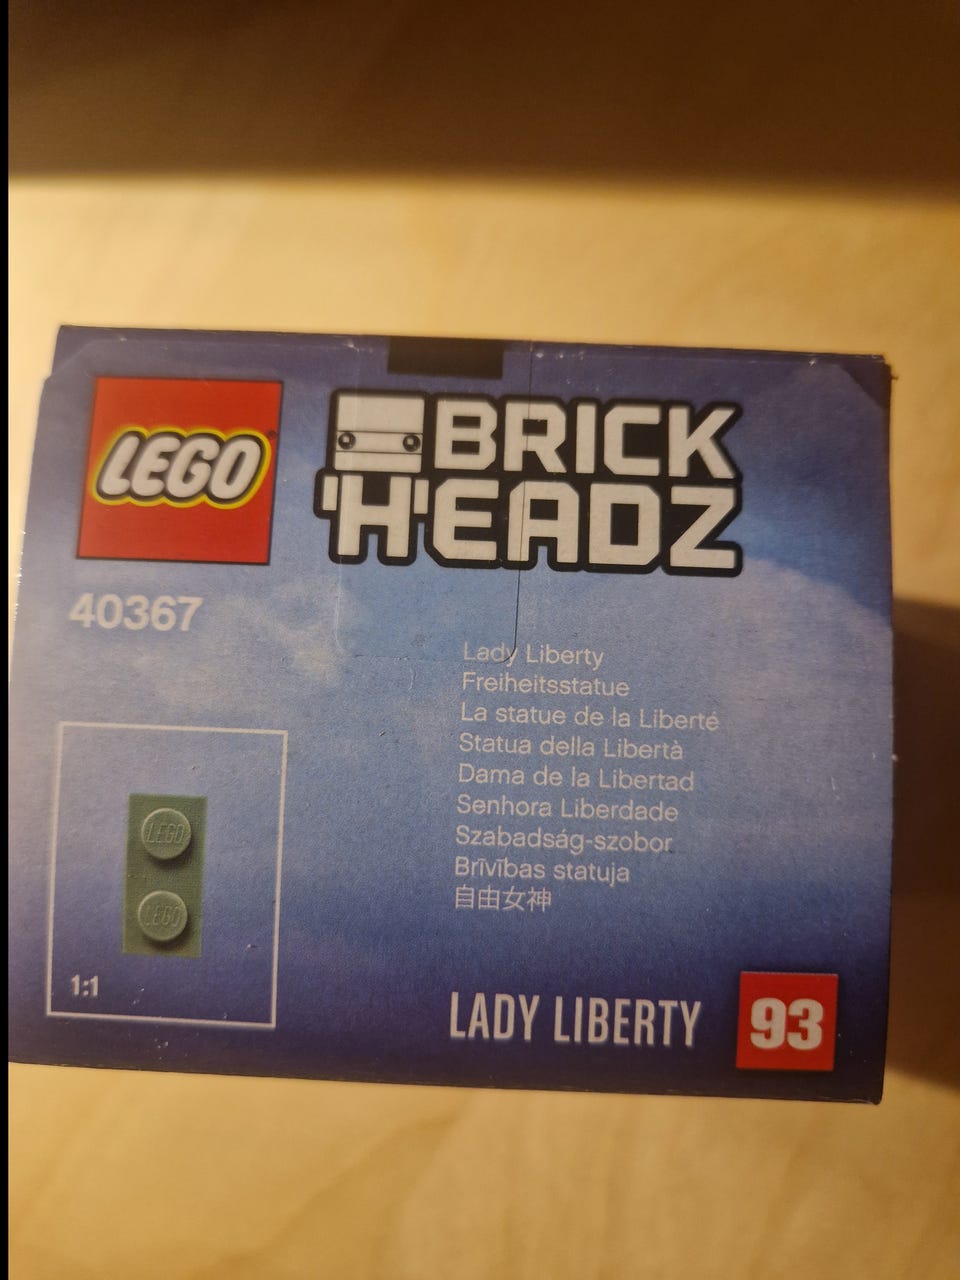 LEGO
BRICK
'HEADZ
40367
Lady Liberty
Freiheitsstatue
La statue de la Liberté
Statua della Libertà
Dama de la Libertad
Senhora Liberdade
Szabadság-szobor
Brīvības statuja
自由女神
LEGO
LEGO
1:1
LADY LIBERTY
93